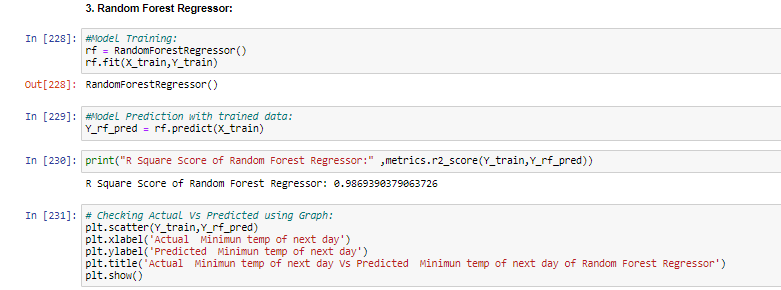 3. Random Forest Regressor:
In [228]: #Model Training:
rf = RandomForestRegressor()
rf.fit(X_train,Y_train)
Out[228]: RandomForestRegressor()
In [229]: #Model Prediction with trained data:
Y_rf_pred = rf.predict(X_train)
In [230]: print("R Square Score of Random Forest Regressor:" ,metrics.r2_score(Y_train,Y_rf_pred))
R Square Score of Random Forest Regressor: 0.9869390379063726
In [231]: # Checking Actual Vs Predicted using Graph:
plt.scatter(Y_train,Y_rf_pred)
plt.xlabel('Actual  Minimun temp of next day')
plt.ylabel('Predicted  Minimun temp of next day')
plt.title('Actual  Minimun temp of next day Vs Predicted  Minimun temp of next day of Random Forest Regressor')
plt.show()